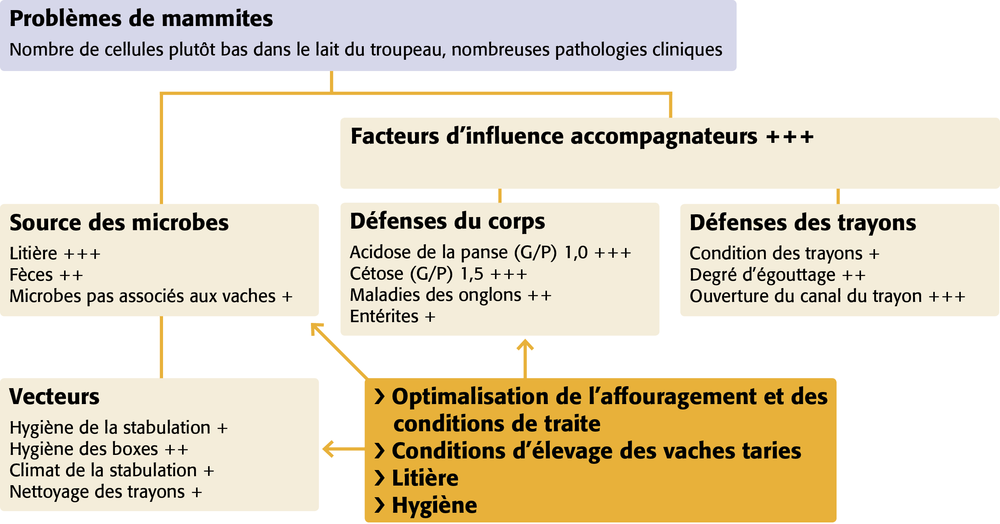 Problèmes de mammites
Nombre de cellules plutôt bas dans le lait du troupeau, nombreuses pathologies cliniques
Facteurs d’influence accompagnateurs +++
Source des microbes
Litière +++
Fèces ++
Microbes pas associés aux vaches +
Défenses du corps
Acidose de la panse (G/P) 1,0 +++
Cétose (G/P) 1,5 +++
Maladies des onglons ++
Entérites +
Défenses des trayons
Condition des trayons +
Degré d’égouttage ++
Ouverture du canal du trayon +++
Vecteurs
Hygiène de la stabulation +
Hygiène des boxes ++
Climat de la stabulation +
Nettoyage des trayons +
› Optimalisation de l’affouragement et des
conditions de traite
› Conditions d’élevage des vaches taries
› Litière
› Hygiène